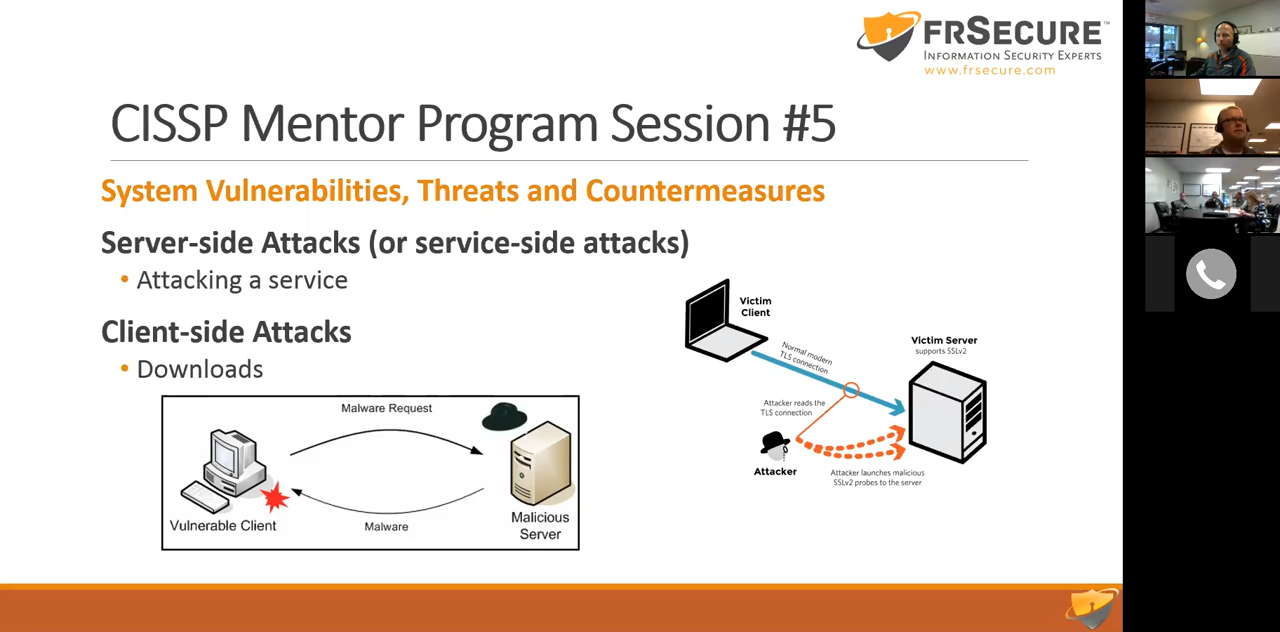 FRSECURE™
INFORMATION SECURITY EXPERTS
www.frsecure.com
CISSP Mentor Program Session #5
System Vulnerabilities, Threats and Countermeasures
Server-side Attacks (or service-side attacks)
• Attacking a service
Client-side Attacks
• Downloads
Malware Request
Vulnerable Client
Malware
Malicious
Server
Victim
Client
Normal modern
TLS connection
Victim Server
supports SSLv2
Attacker reads the
TLS connection
Attacker
Attacker launches malicious
SSLv2 probes to the server